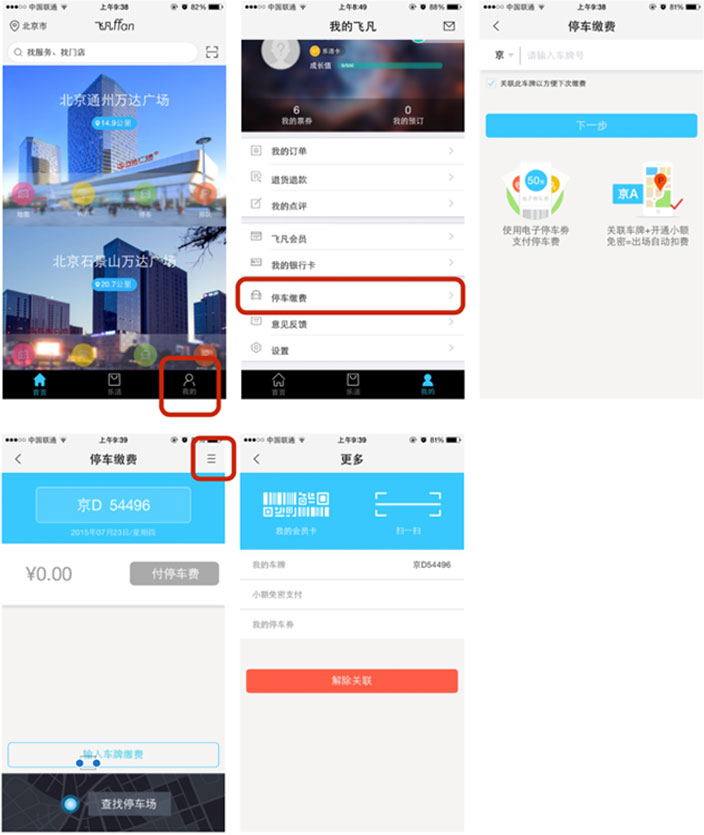 中国联通 上午9:38 82%
北京市 飞凡ffan
找服务、找门店
北京通州万达广场
14.9公里
停车
北京石景山万达广场
20.7公里
首页 乐活 我的
中国联通 上午8:49 88%
我的飞凡
乐活卡
成长值
6 0
我的票券 我的预订
我的订单
退货退款
我的点评
飞凡会员
我的银行卡
停车缴费
意见反馈
设置
首页 乐活 我的
中国联通 上午9:38 81%
停车缴费
京 请输入车牌号
关联此车牌以方便下次缴费
下一步
50元
电子停车券
京A P
使用电子停车券
支付停车费
关联车牌+开通小额
免密=出场自动扣费
中国联通 上午9:39
停车缴费
京D 54496
2015年07月23日/星期四
¥0.00 付停车费
输入车牌缴费
查找停车场
中国联通 上午9:39 81%
更多
我的会员卡 扫一扫
我的车牌 京D54496
小额免密支付
我的停车券
解除关联